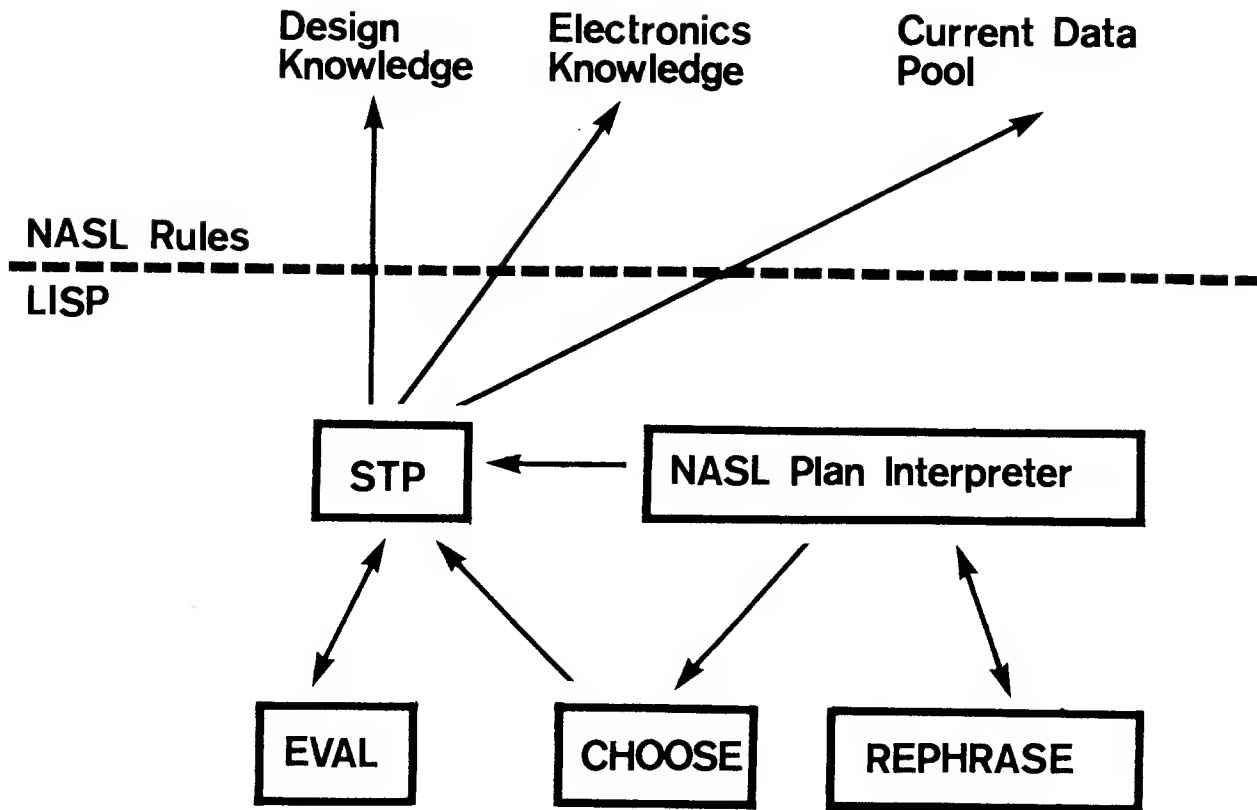 Design
Knowledge
Electronics
Knowledge
Current Data
Pool
NASL Rules
LISP
STP
NASL Plan Interpreter
EVAL
CHOOSE
REPHRASE